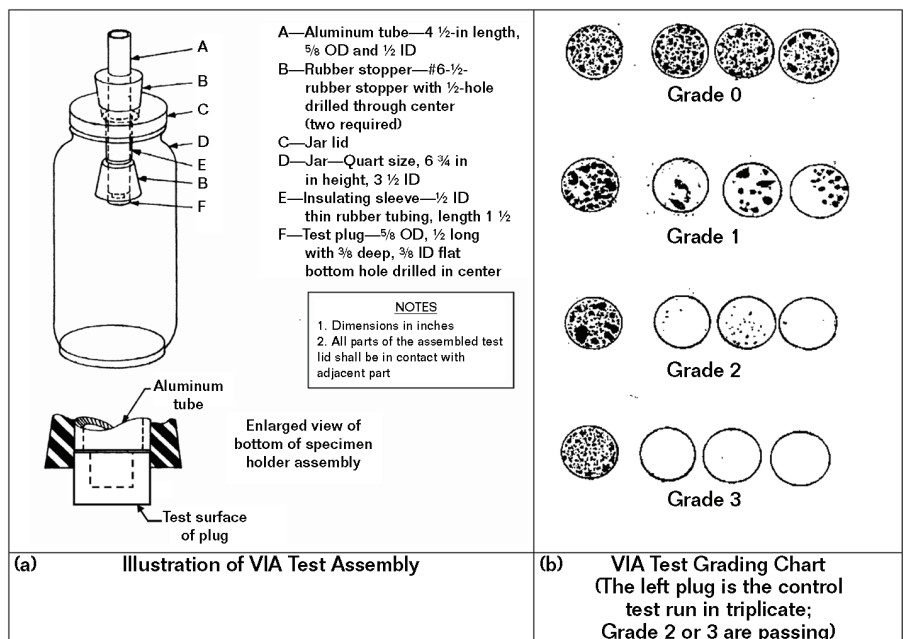 A
B
C
D
E
B
F
A—Aluminum tube—4 ½-in length,
⅝ OD and ½ ID
B—Rubber stopper—#6-½-
rubber stopper with ½-hole
drilled through center
(two required)
C—Jar lid
D—Jar—Quart size, 6 ¾ in
in height, 3 ½ ID
E—Insulating sleeve—½ ID
thin rubber tubing, length 1 ½
F—Test plug—⅝ OD, ½ long
with ⅜ deep, ⅜ ID flat
bottom hole drilled in center
NOTES
1. Dimensions in inches
2. All parts of the assembled test
lid shall be in contact with
adjacent part
Aluminum
tube
Enlarged view of
bottom of specimen
holder assembly
Test surface
of plug
(a) Illustration of VIA Test Assembly
Grade 0
Grade 1
Grade 2
Grade 3
(b) VIA Test Grading Chart
(The left plug is the control
test run in triplicate;
Grade 2 or 3 are passing)